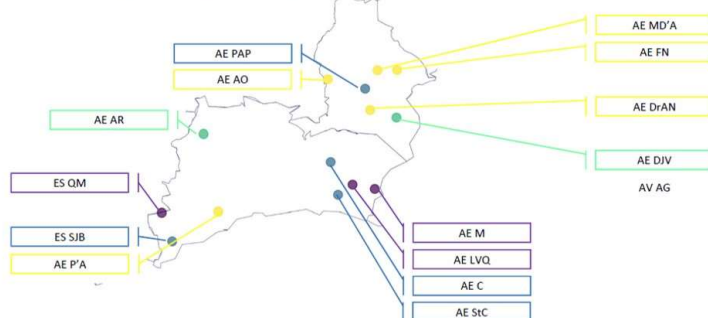 AE MD'A
AE PAP
AE FN
AE AO
AE DrAN
AE AR
AE DJV
ES QM
AV AG
AE M
ES SJB
AE LVQ
AE P'A
AE C
AE StC